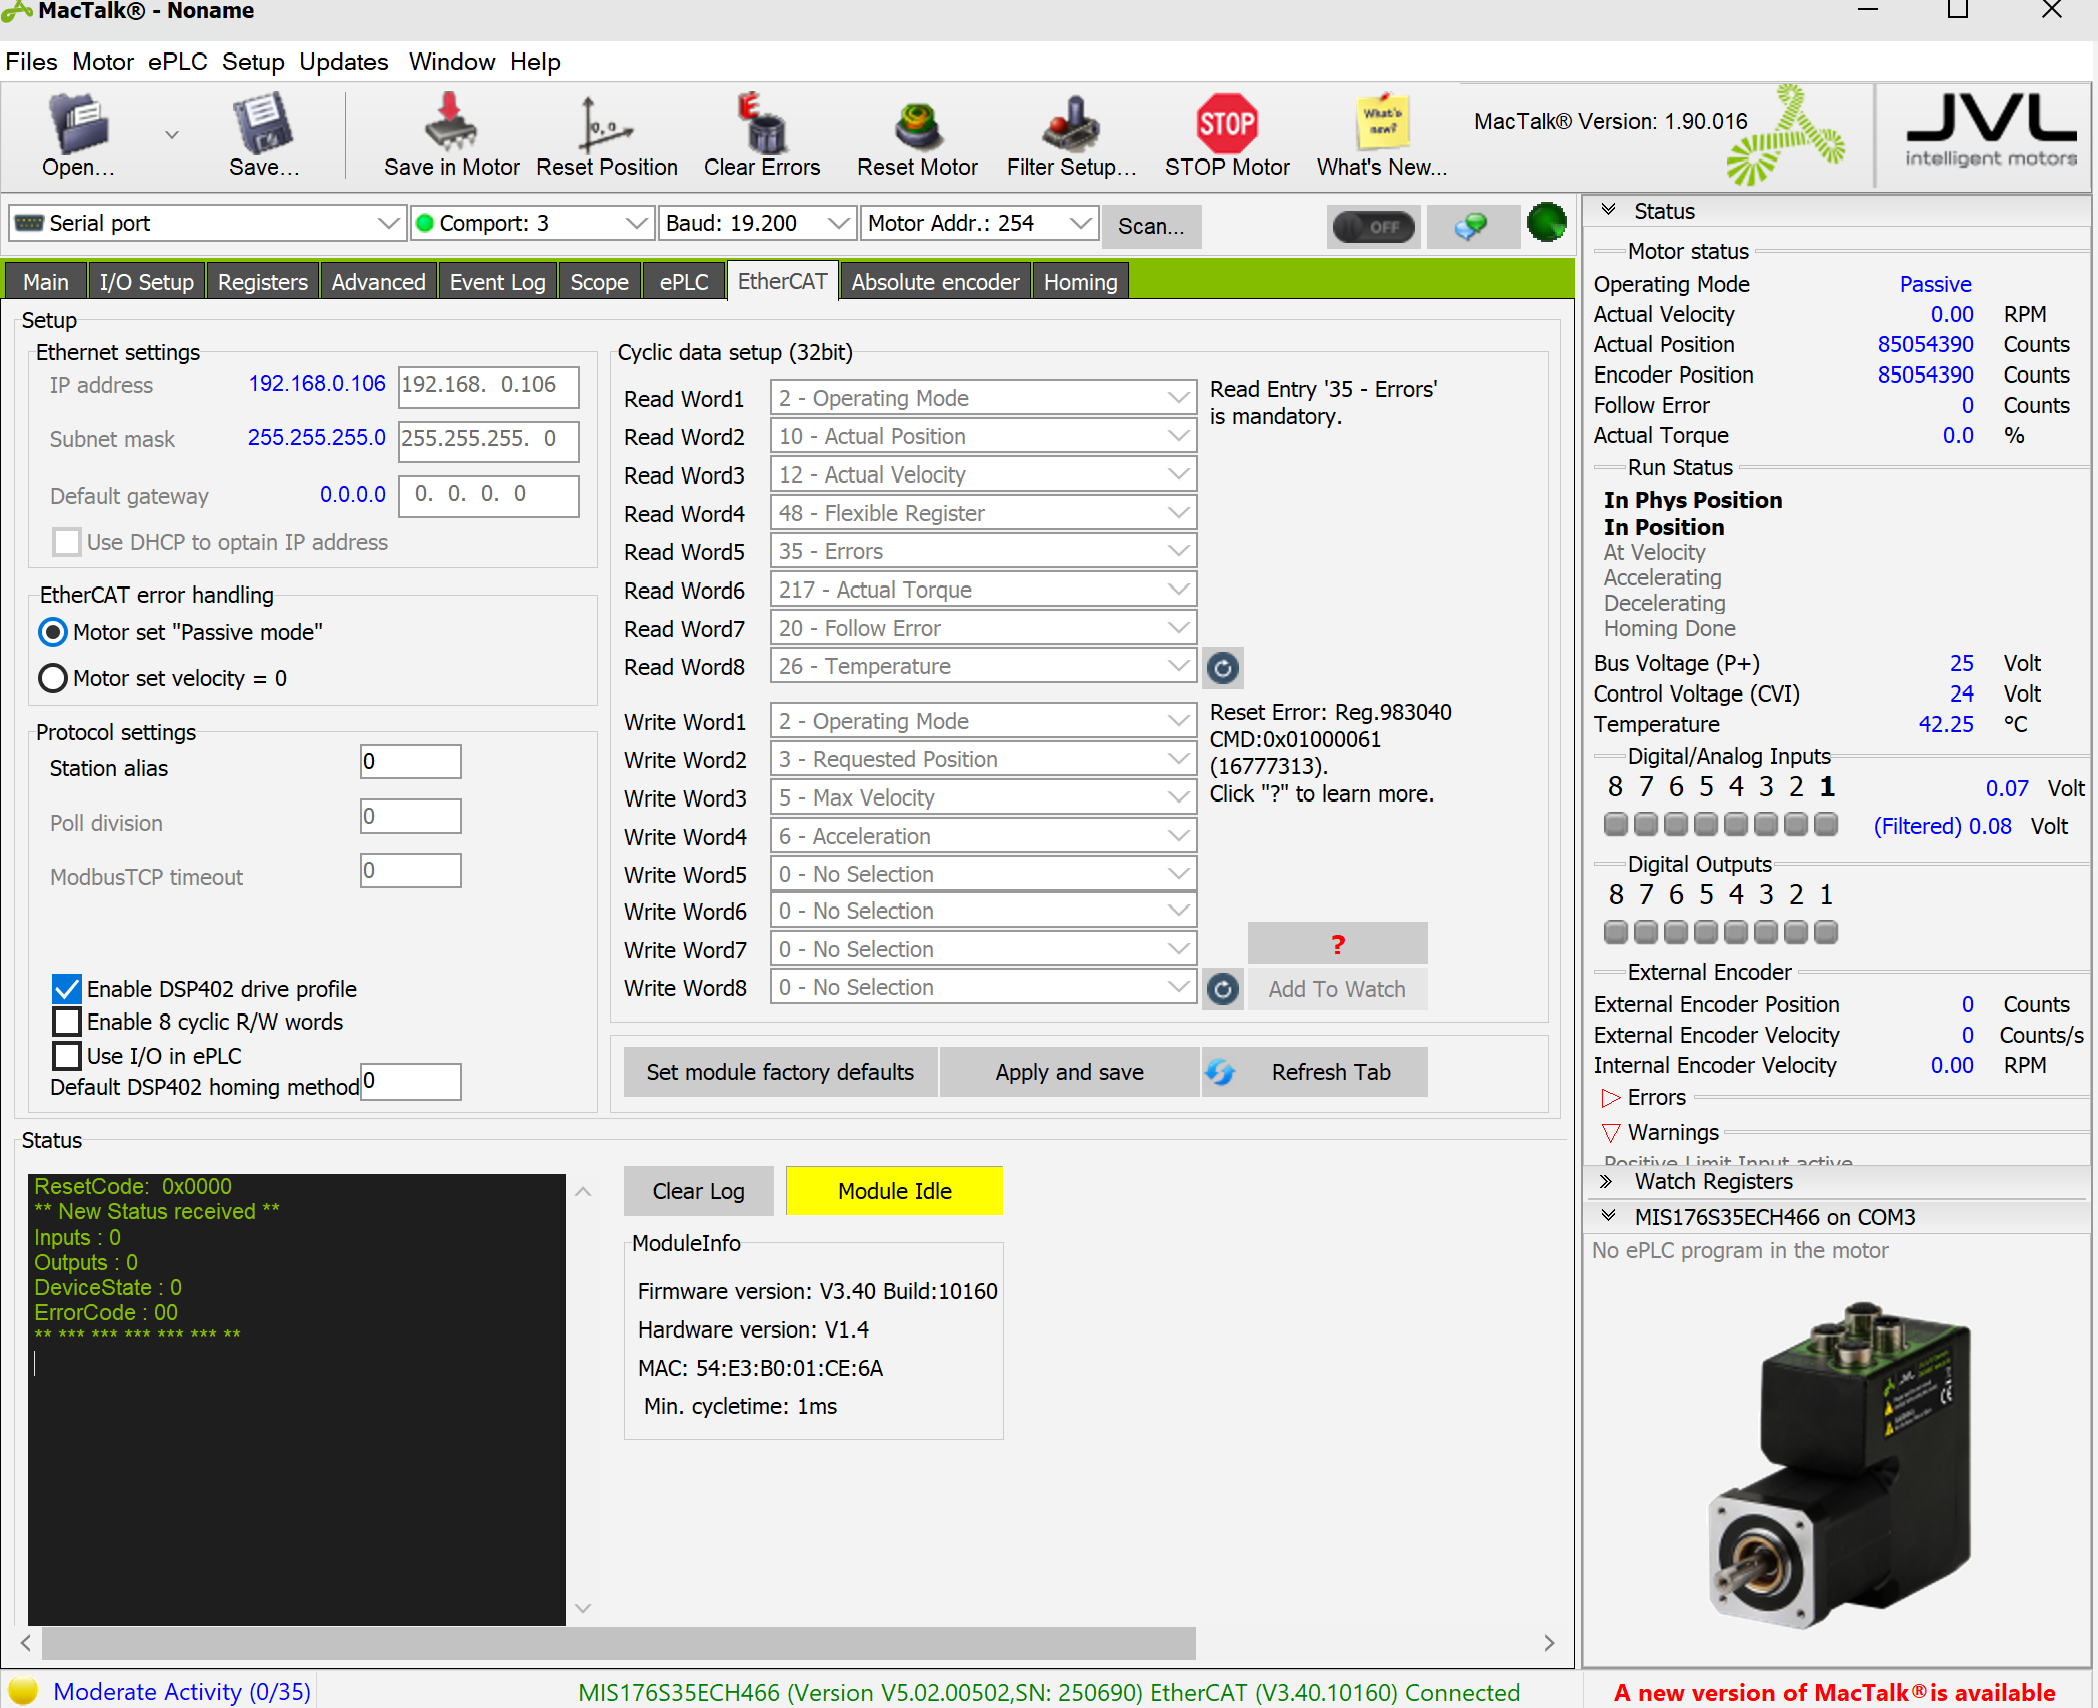 MacTalk® - Noname
Files Motor ePLC Setup Updates Window Help
Open... Save... Save in Motor Reset Position Clear Errors Reset Motor Filter Setup... STOP Motor What's New...
0,0
E
STOP
What's new?
MacTalk® Version: 1.90.016
JVL
intelligent motors
Serial port Comport: 3 Baud: 19.200 Motor Addr.: 254 Scan... OFF
Main I/O Setup Registers Advanced Event Log Scope ePLC EtherCAT Absolute encoder Homing
Setup
Ethernet settings
IP address 192.168.0.106 192.168. 0.106
Subnet mask 255.255.255.0 255.255.255. 0
Default gateway 0.0.0.0 0. 0. 0. 0
Use DHCP to optain IP address
EtherCAT error handling
Motor set "Passive mode"
Motor set velocity = 0
Protocol settings
Station alias 0
Poll division 0
ModbusTCP timeout 0
Enable DSP402 drive profile
Enable 8 cyclic R/W words
Use I/O in ePLC
Default DSP402 homing method 0
Cyclic data setup (32bit)
Read Word1 2 - Operating Mode
Read Word2 10 - Actual Position
Read Word3 12 - Actual Velocity
Read Word4 48 - Flexible Register
Read Word5 35 - Errors
Read Word6 217 - Actual Torque
Read Word7 20 - Follow Error
Read Word8 26 - Temperature
Read Entry '35 - Errors'
is mandatory.
Write Word1 2 - Operating Mode
Write Word2 3 - Requested Position
Write Word3 5 - Max Velocity
Write Word4 6 - Acceleration
Write Word5 0 - No Selection
Write Word6 0 - No Selection
Write Word7 0 - No Selection
Write Word8 0 - No Selection
Reset Error: Reg.983040
CMD:0x01000061
(16777313).
Click "?" to learn more.
?
Add To Watch
Set module factory defaults Apply and save Refresh Tab
Status
ResetCode: 0x0000
** New Status received **
Inputs : 0
Outputs : 0
DeviceState : 0
ErrorCode : 00
** *** *** *** *** *** **
Clear Log Module Idle
ModuleInfo
Firmware version: V3.40 Build:10160
Hardware version: V1.4
MAC: 54:E3:B0:01:CE:6A
Min. cycletime: 1ms
Status
Motor status
Operating Mode Passive
Actual Velocity 0.00 RPM
Actual Position 85054390 Counts
Encoder Position 85054390 Counts
Follow Error 0 Counts
Actual Torque 0.0 %
Run Status
In Phys Position
In Position
At Velocity
Accelerating
Decelerating
Homing Done
Bus Voltage (P+) 25 Volt
Control Voltage (CVI) 24 Volt
Temperature 42.25 °C
Digital/Analog Inputs
8 7 6 5 4 3 2 1 0.07 Volt
(Filtered) 0.08 Volt
Digital Outputs
8 7 6 5 4 3 2 1
External Encoder
External Encoder Position 0 Counts
External Encoder Velocity 0 Counts/s
Internal Encoder Velocity 0.00 RPM
Errors
Warnings
Positive Limit Input active
Watch Registers
MIS176S35ECH466 on COM3
No ePLC program in the motor
JVL
Moderate Activity (0/35) MIS176S35ECH466 (Version V5.02.00502,SN: 250690) EtherCAT (V3.40.10160) Connected A new version of MacTalk®is available